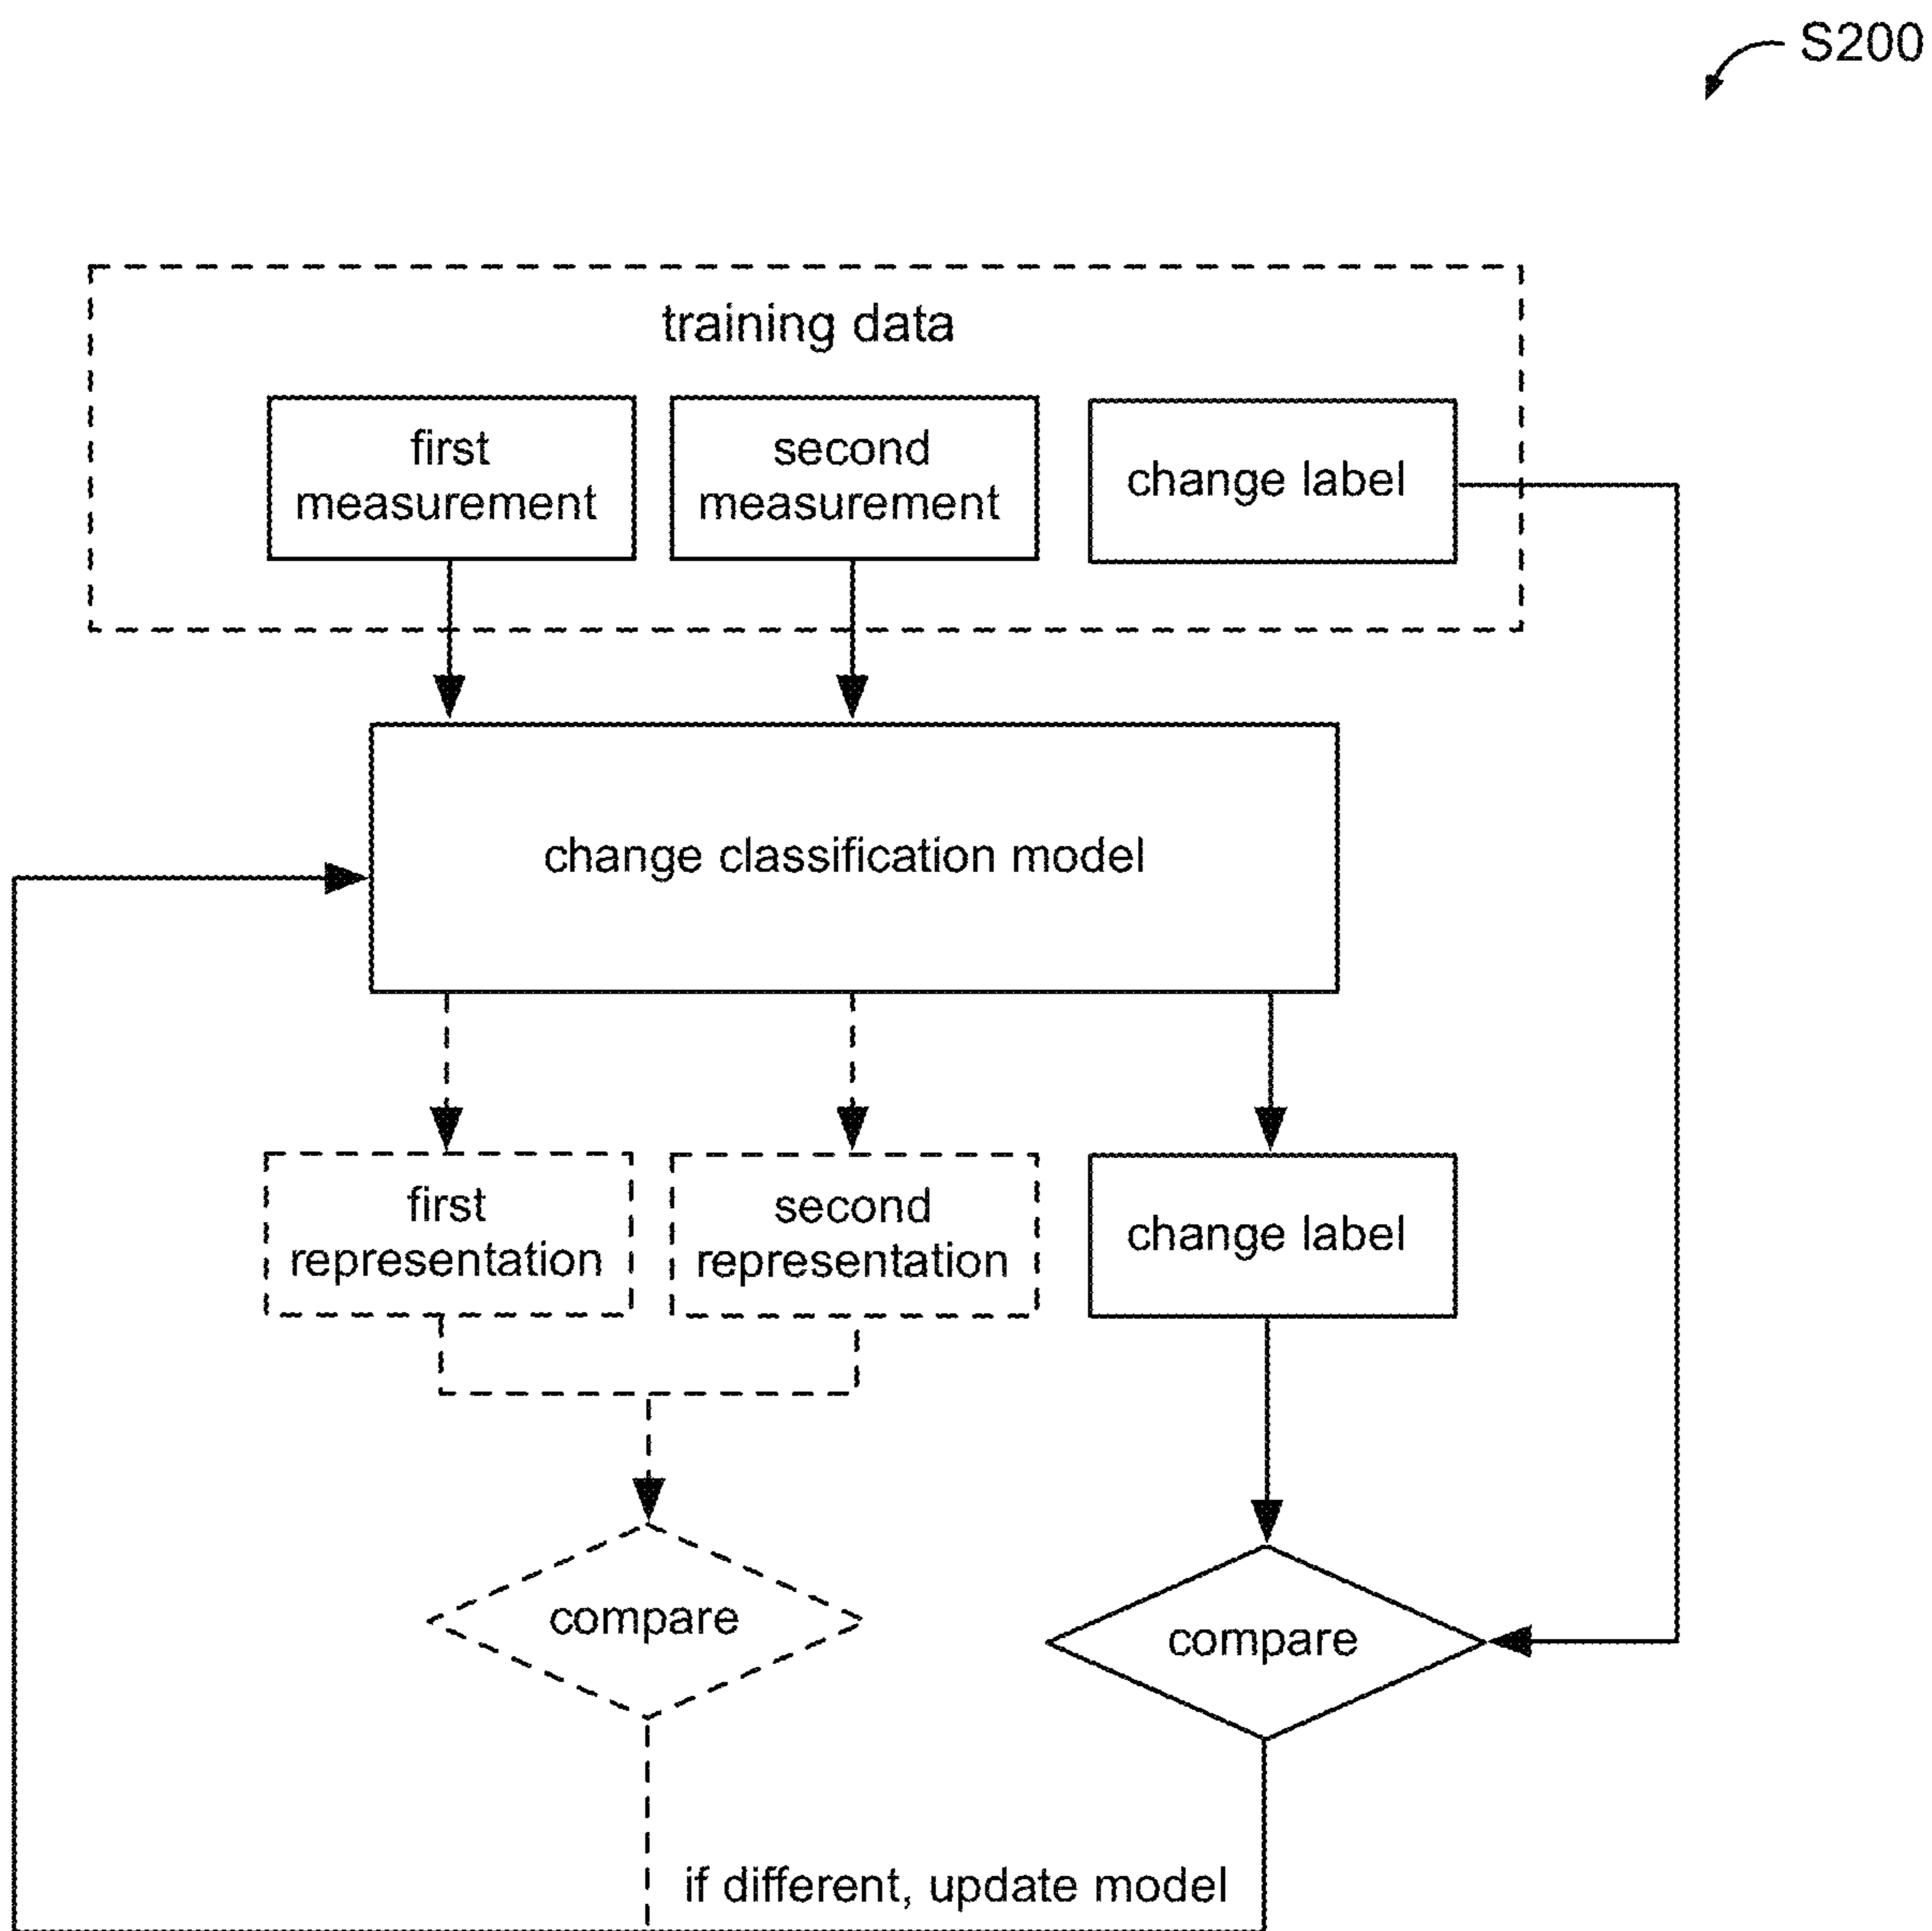 S200
training data
first
measurement
second
measurement
change label
change classification model
first
representation
second
representation
change label
compare
compare
if different, update model